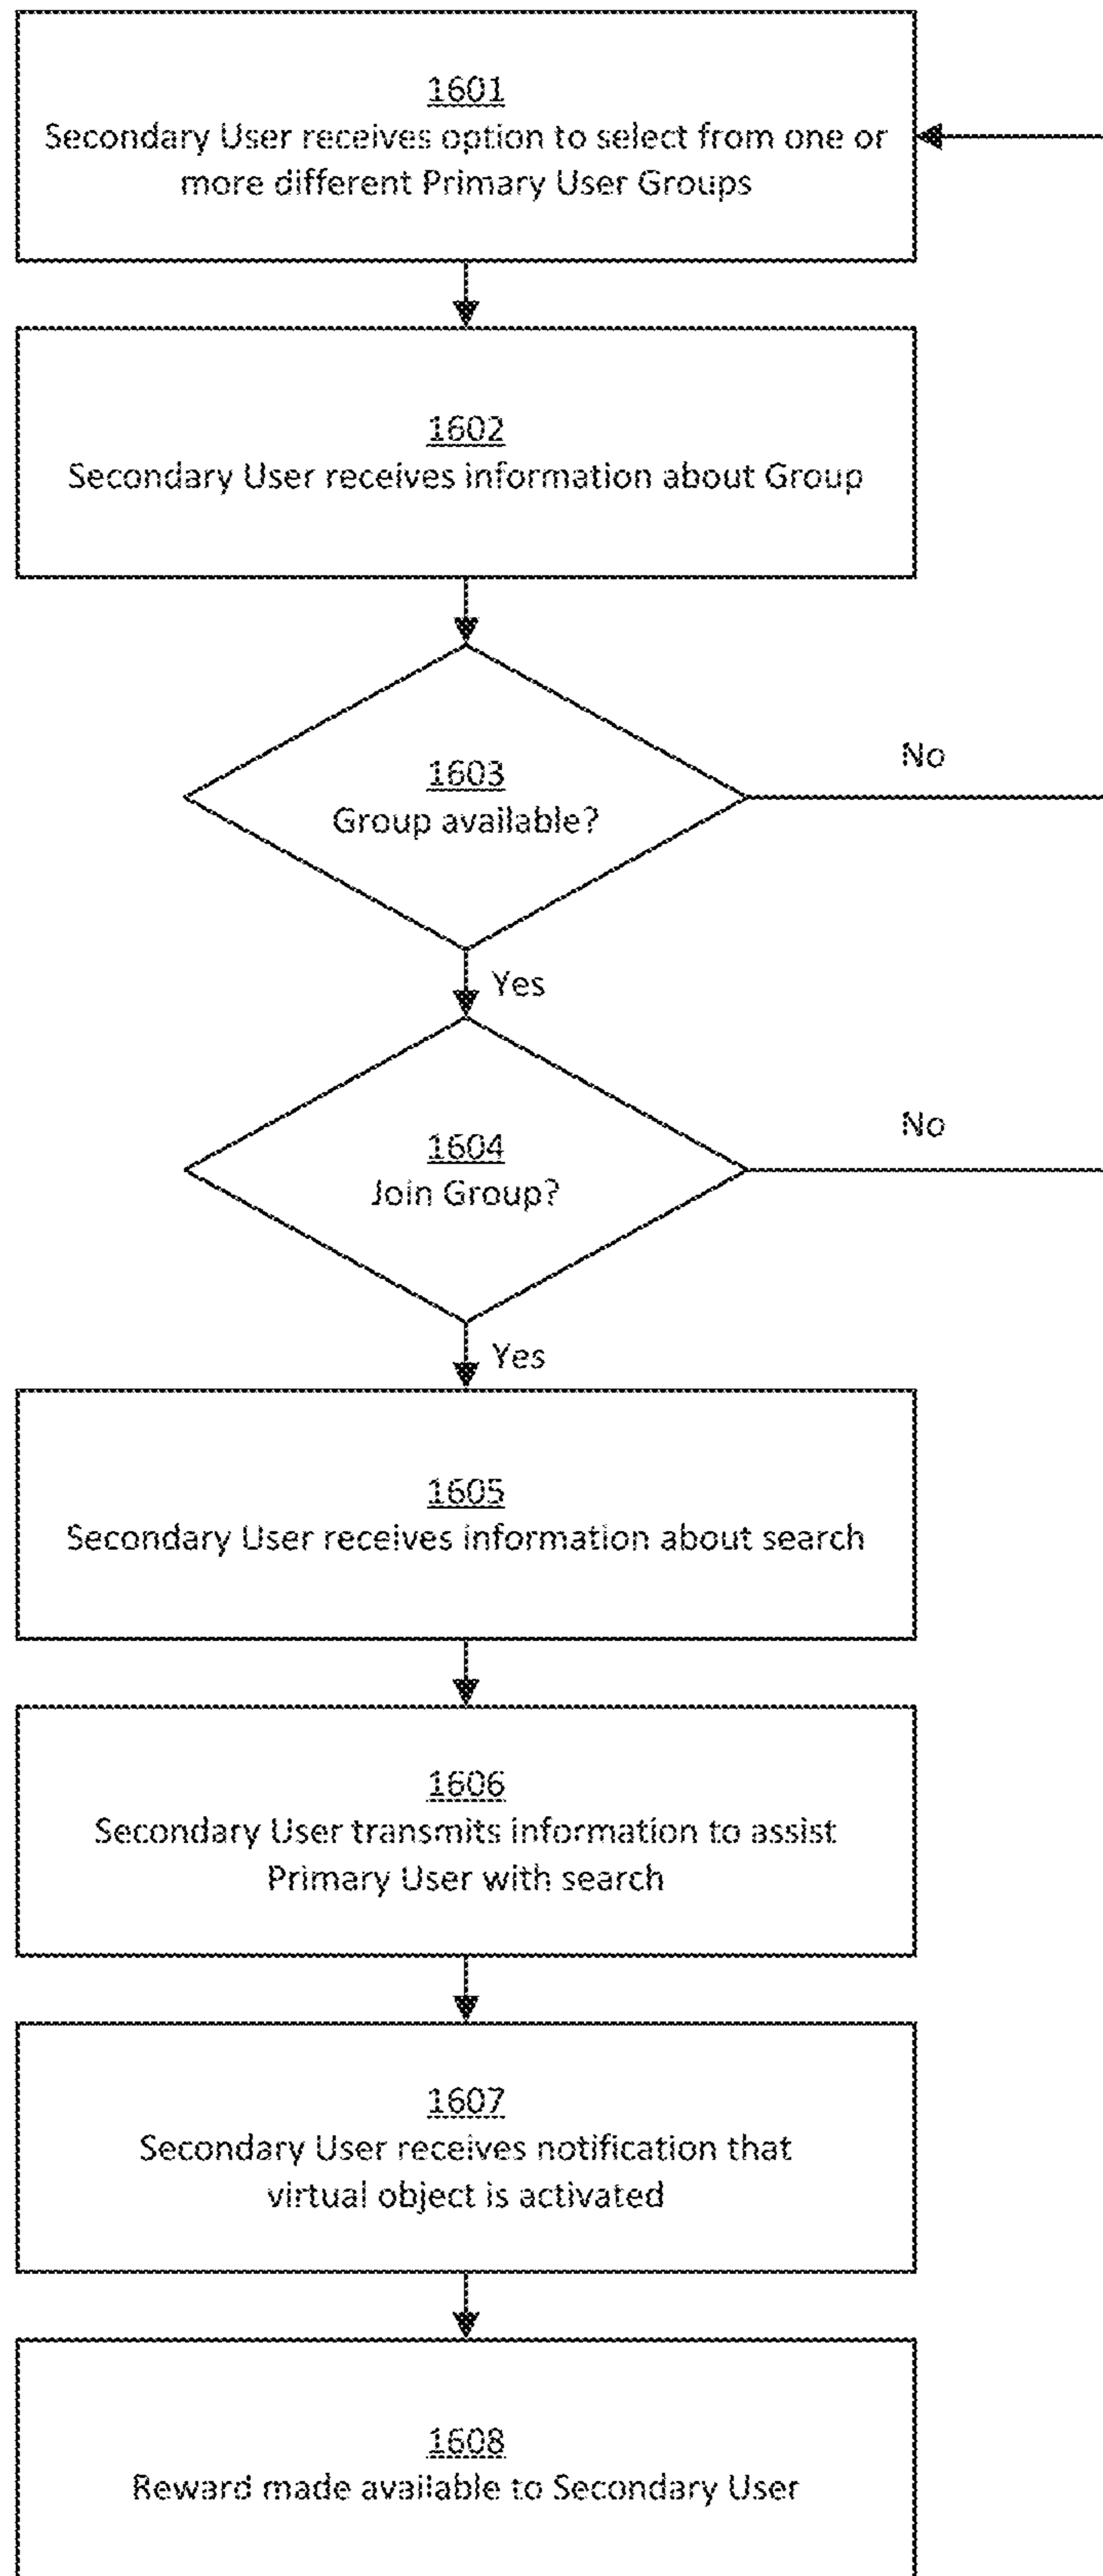 1601
Secondary User receives option to select from one or
more different Primary User Groups
1602
Secondary User receives information about Group
1603
Group available?
No
Yes
1604
Join Group?
No
Yes
1605
Secondary User receives information about search
1606
Secondary User transmits information to assist
Primary User with search
1607
Secondary User receives notification that
virtual object is activated
1608
Reward made available to Secondary User